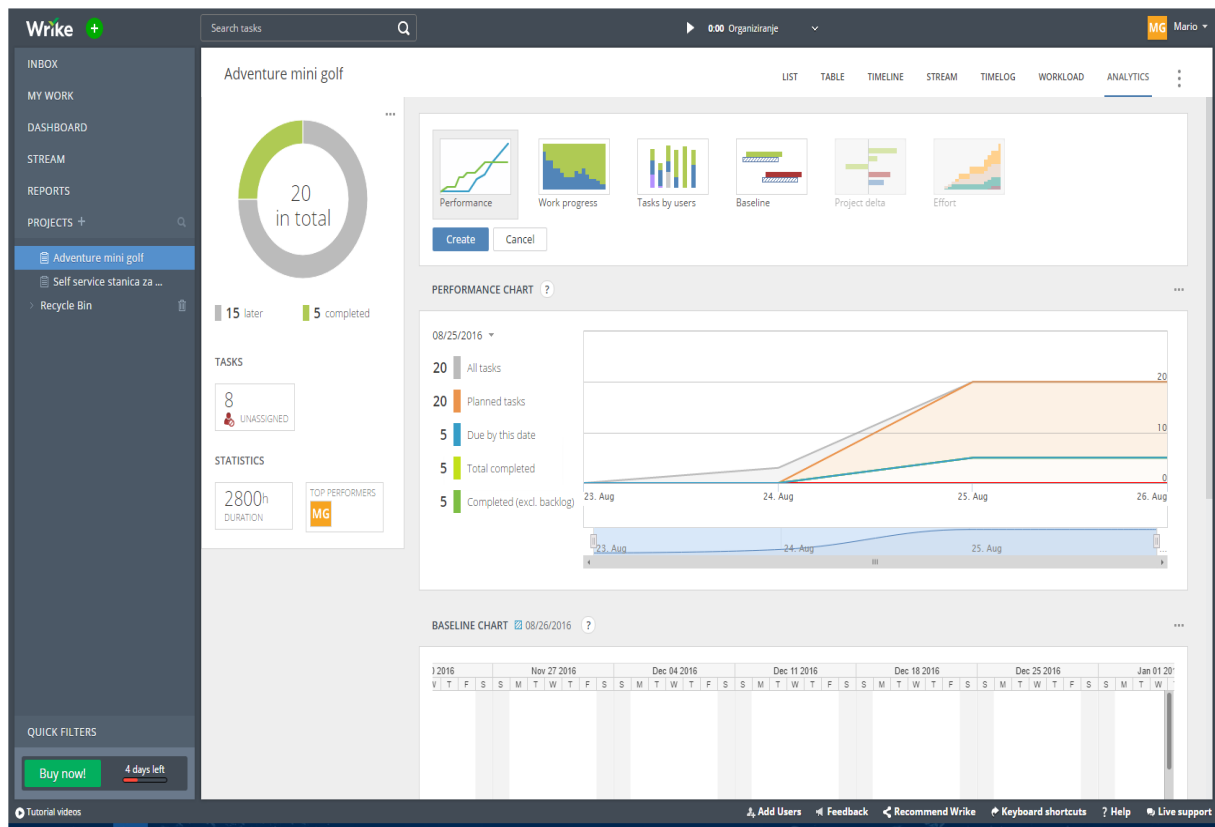 Wrike
Search tasks
0:00 Organiziranje
MG Mario
INBOX
MY WORK
DASHBOARD
STREAM
REPORTS
PROJECTS +
Adventure mini golf
Self service stanica za ...
Recycle Bin
QUICK FILTERS
Buy now!
4 days left
Tutorial videos
Adventure mini golf
LIST TABLE TIMELINE STREAM TIMELOG WORKLOAD ANALYTICS
20
in total
15 later 5 completed
TASKS
8
UNASSIGNED
STATISTICS
2800h
DURATION
TOP PERFORMERS
MG
Performance Work progress Tasks by users Baseline Project delta Effort
Create Cancel
PERFORMANCE CHART ?
08/25/2016
20 All tasks
20 Planned tasks
5 Due by this date
5 Total completed
5 Completed (excl. backlog)
20
10
0
23. Aug 24. Aug 25. Aug 26. Aug
23. Aug 24. Aug 25. Aug ...
BASELINE CHART 08/26/2016 ?
2016 Nov 27 2016 Dec 04 2016 Dec 11 2016 Dec 18 2016 Dec 25 2016 Jan 01 20
T F S S M T W T F S S M T W T F S S M T W T F S S M T W T F S S M T W T F S S M T W
Add Users Feedback Recommend Wrike Keyboard shortcuts ? Help Live support